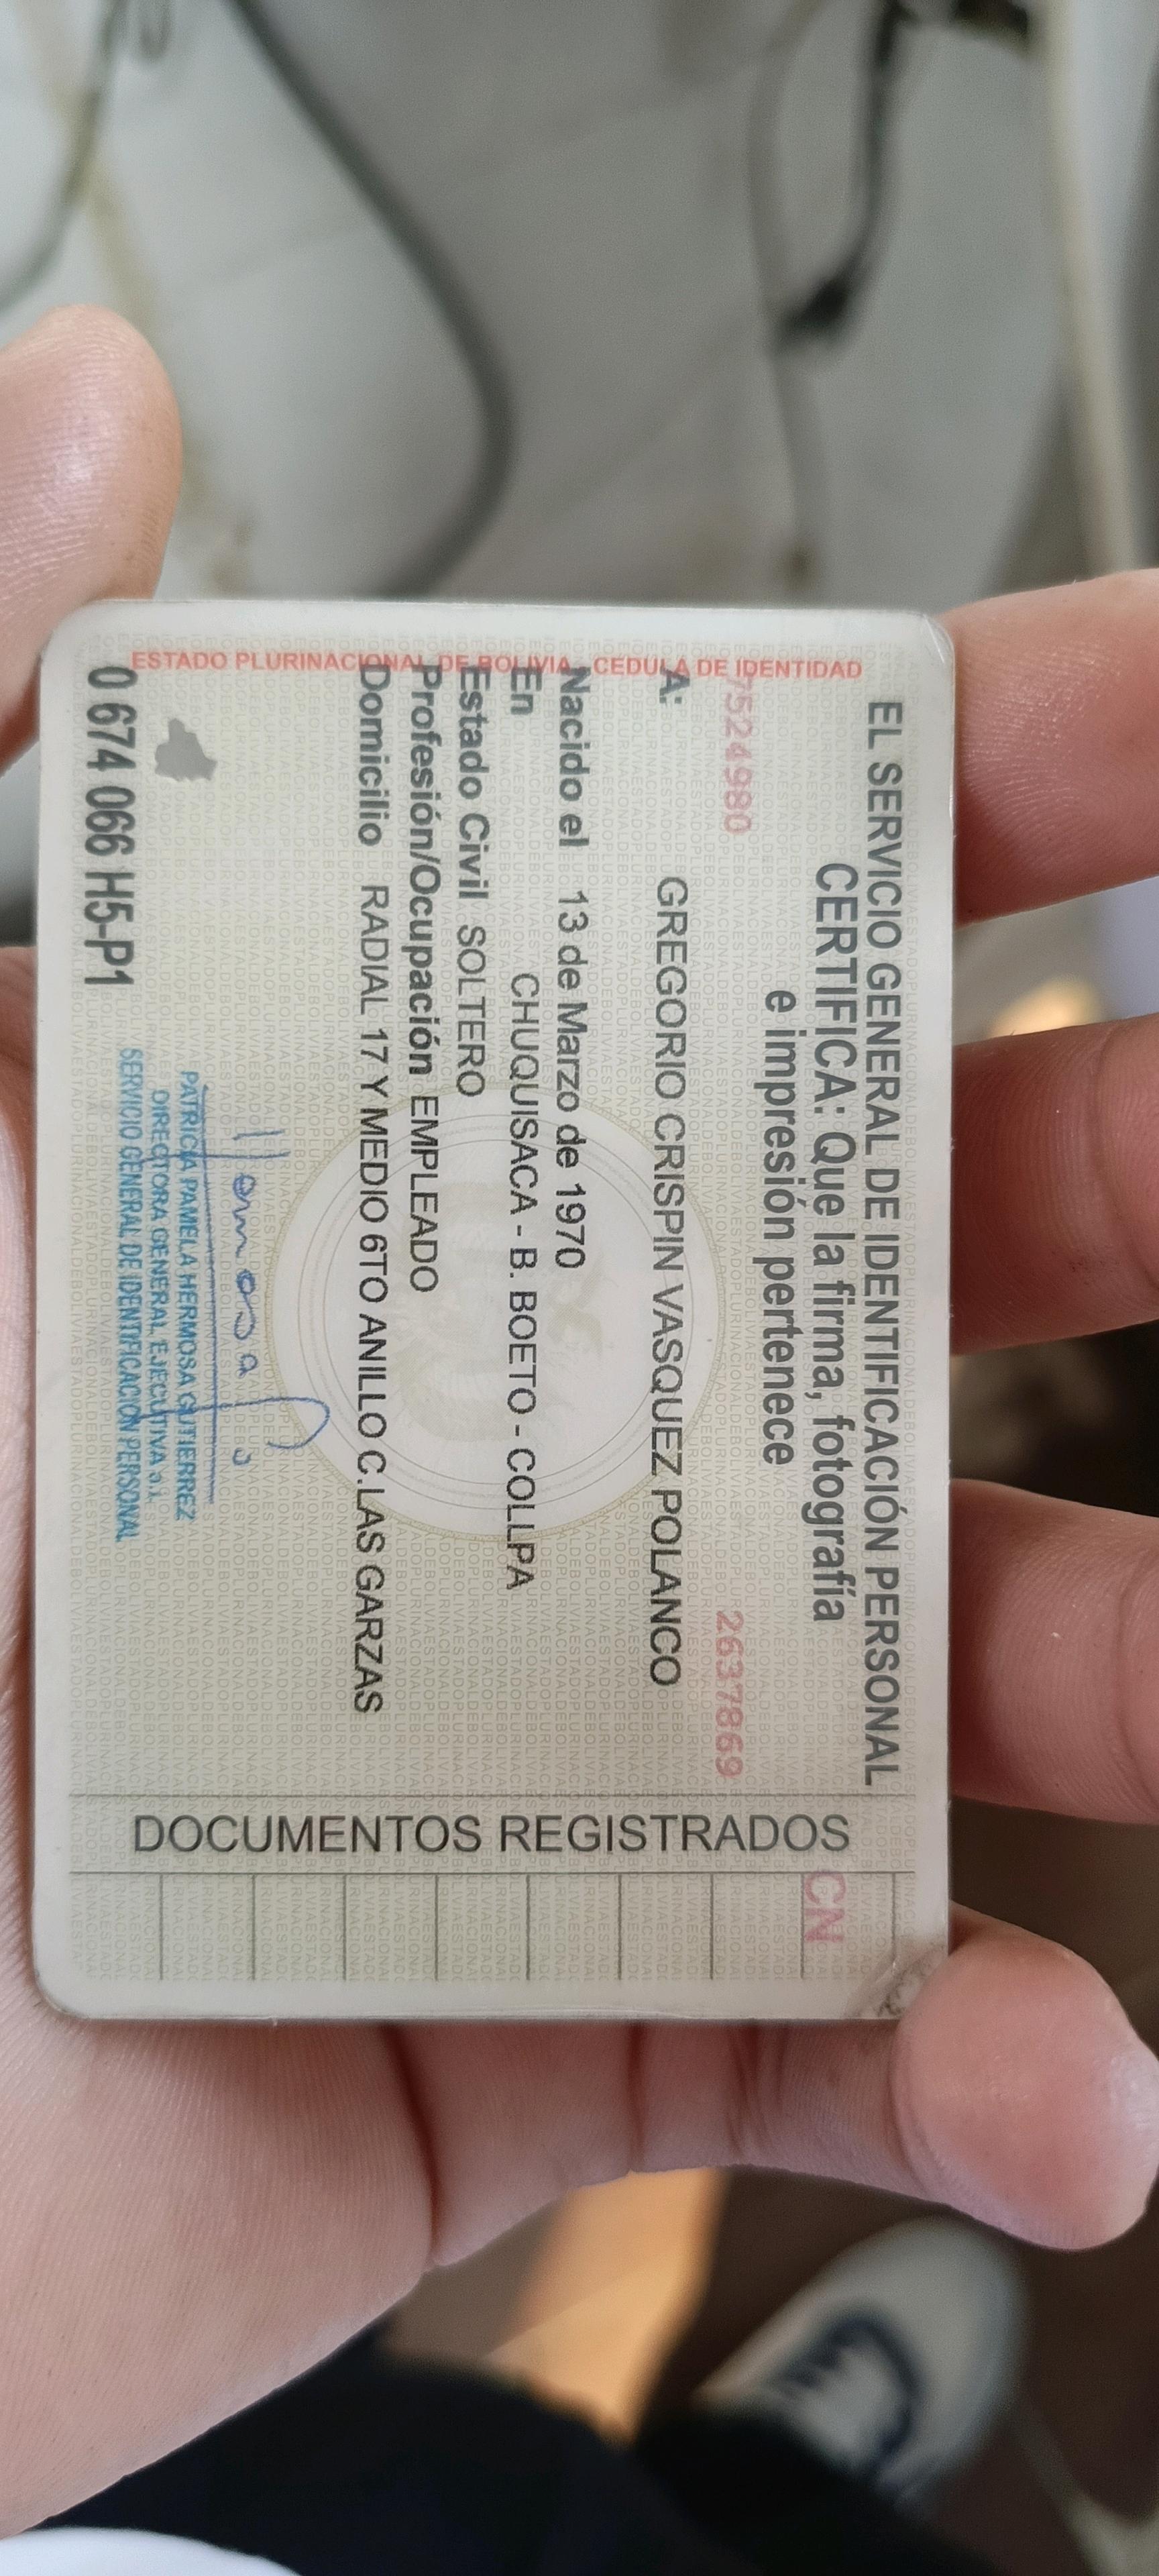 EL SERVICIO GENERAL DE IDENTIFICACIÓN PERSONAL
CERTIFICA: Que la firma, fotografía
e impresión pertenece
7524980
2637869
A: GREGORIO CRISPIN VASQUEZ POLANCO
Nacido el 13 de Marzo de 1970
En CHUQUISACA - B. BOETO - COLLPA
Estado Civil SOLTERO
Profesión/Ocupación EMPLEADO
Domicilio RADIAL 17 Y MEDIO 6TO ANILLO C.LAS GARZAS
PATRICIA PAMELA HERMOSA GUTIERREZ
DIRECTORA GENERAL EJECUTIVA a.i.
SERVICIO GENERAL DE IDENTIFICACIÓN PERSONAL
0 674 066 H5-P1
ESTADO PLURINACIONAL DE BOLIVIA - CEDULA DE IDENTIDAD
DOCUMENTOS REGISTRADOS
CN